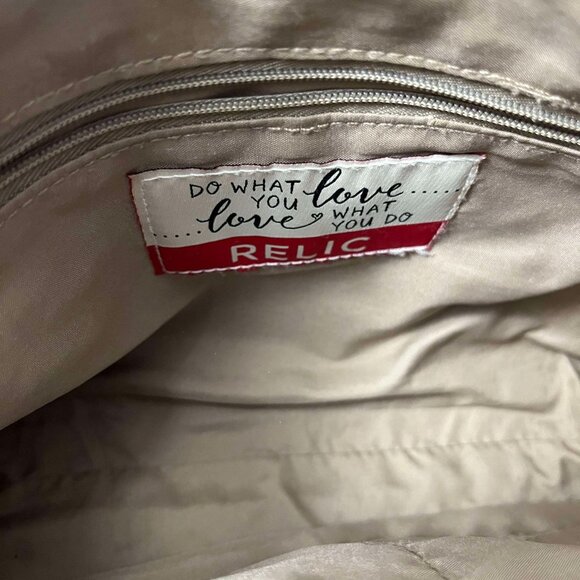 DO WHAT love.....
YOU
.....love ♥ WHAT
YOU DO
RELIC